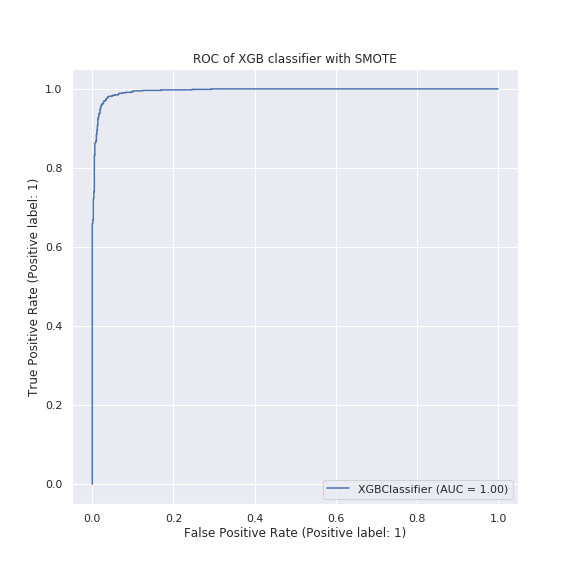 ROC of XGB classifier with SMOTE
1.0
0.8
0.6
0.4
0.2
0.0
True Positive Rate (Positive label: 1)
XGBClassifier (AUC = 1.00)
0.0 0.2 0.4 0.6 0.8 1.0
False Positive Rate (Positive label: 1)